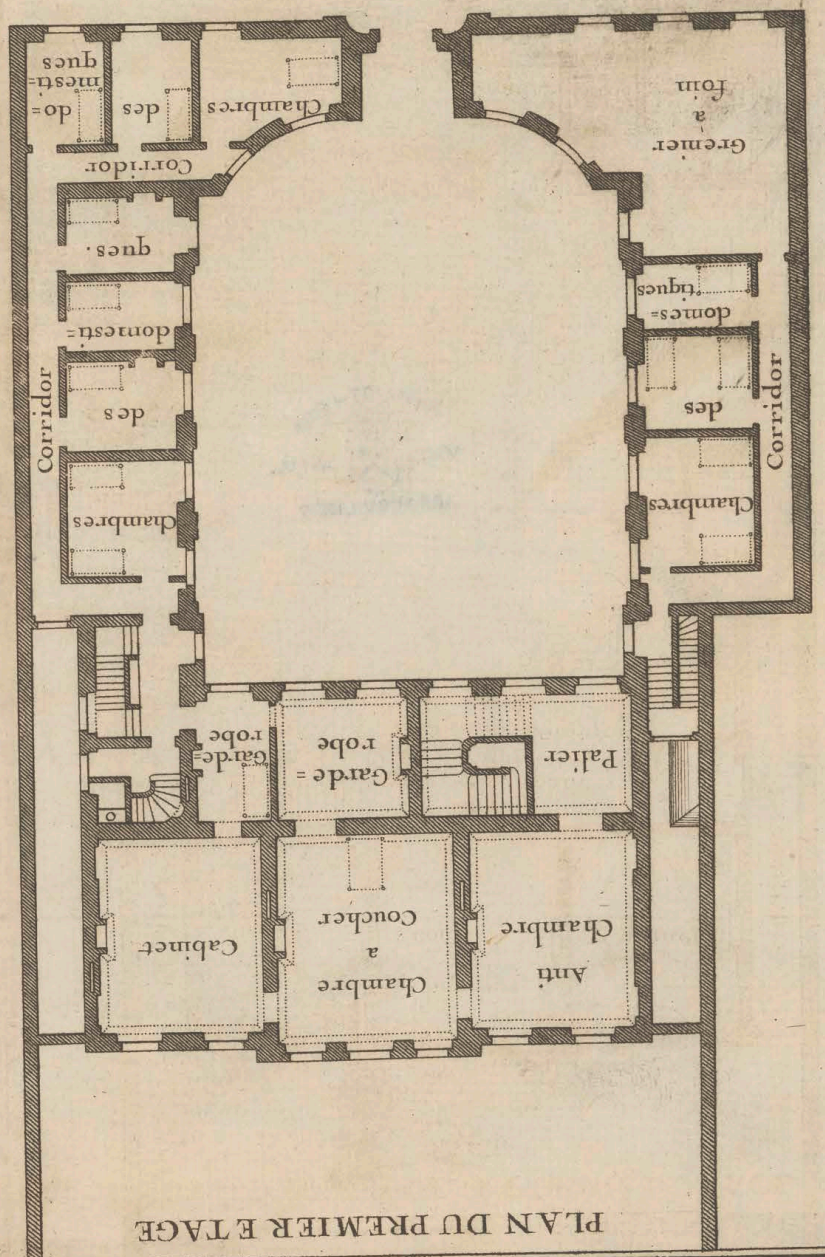 PLAN DU PREMIER ETAGE
Anti
Chambre
Chambre
a
Coucher
Cabinet
Palier
Garde=
robe
Garde=
robe
Chambres
des
domes=
tiques
Corridor
Grenier
a
foin
Chambres
des
domesti=
ques.
Corridor
Corridor
Chambres
des
do=
mesti=
ques